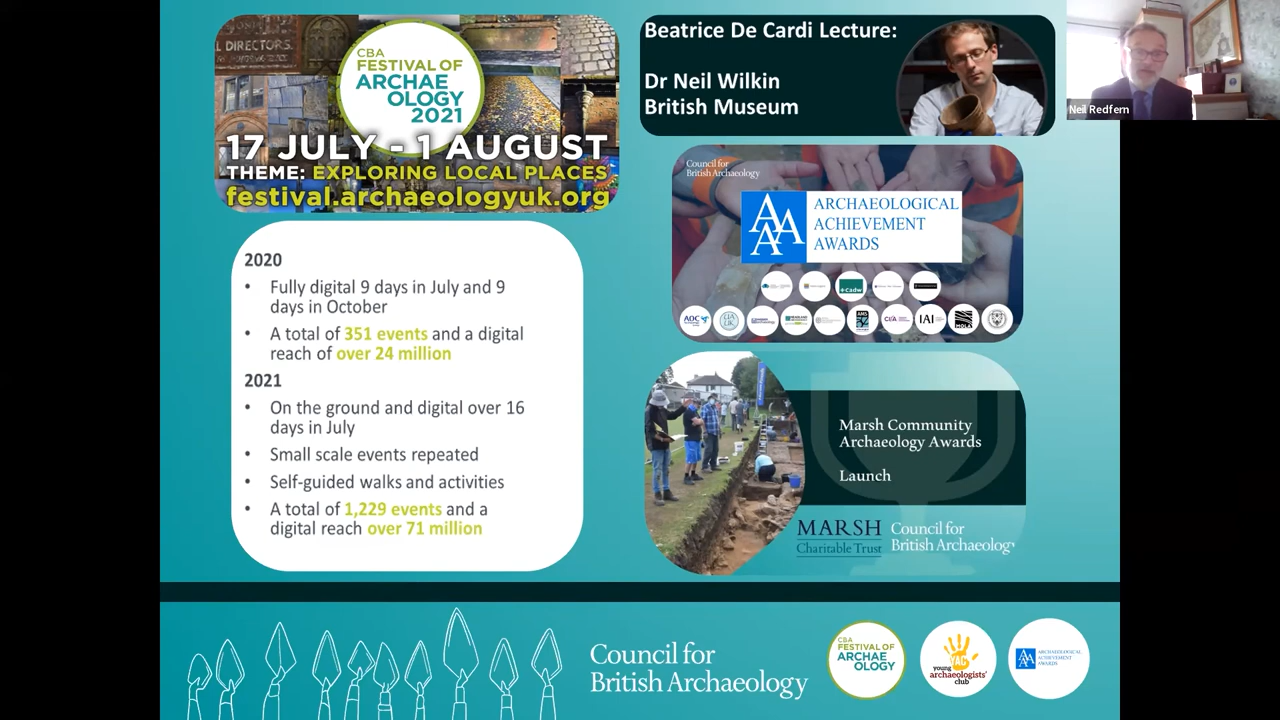 L DIRECTORS.
CBA
FESTIVAL OF
ARCHAE
OLOGY
2021
17 JULY - 1 AUGUST
THEME: EXPLORING LOCAL PLACES
festival.archaeologyuk.org
2020
• Fully digital 9 days in July and 9
days in October
• A total of 351 events and a digital
reach of over 24 million
2021
• On the ground and digital over 16
days in July
• Small scale events repeated
• Self-guided walks and activities
• A total of 1,229 events and a
digital reach over 71 million
Beatrice De Cardi Lecture:
Dr Neil Wilkin
British Museum
Neil Redfern
Council for
British Archaeology
AAA
ARCHAEOLOGICAL
ACHIEVEMENT
AWARDS
Cadw
AOC
IAI
MOLA
Marsh Community
Archaeology Awards
Launch
MARSH
Charitable Trust
Council for
British Archaeology
Council for
British Archaeology
CBA
FESTIVAL OF
ARCHAE
OLOGY
YAC
young
archaeologists'
club
AAA
ARCHAEOLOGICAL
ACHIEVEMENT
AWARDS